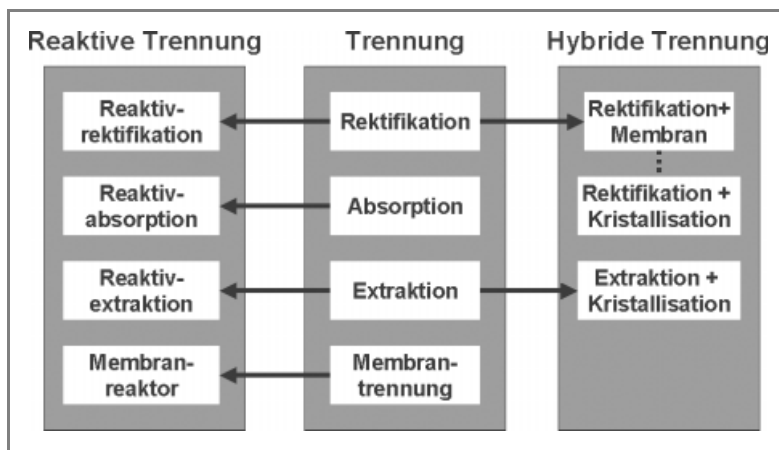 Reaktive Trennung
Reaktiv-
rektifikation
Reaktiv-
absorption
Reaktiv-
extraktion
Membran-
reaktor
Trennung
Rektifikation
Absorption
Extraktion
Membran-
trennung
Hybride Trennung
Rektifikation+
Membran
Rektifikation +
Kristallisation
Extraktion +
Kristallisation